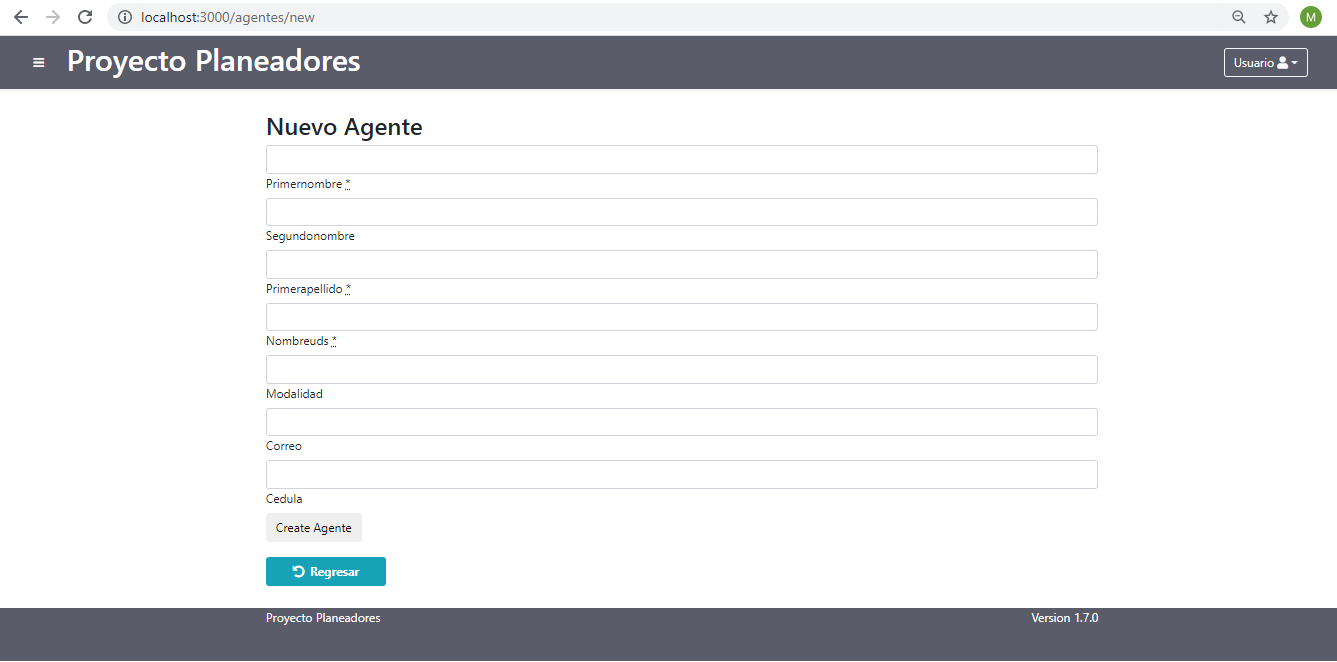 localhost:3000/agentes/new
M
Proyecto Planeadores
Usuario
Nuevo Agente
Primernombre *
Segundonombre
Primerapellido *
Nombreuds *
Modalidad
Correo
Cedula
Create Agente
Regresar
Proyecto Planeadores Version 1.7.0